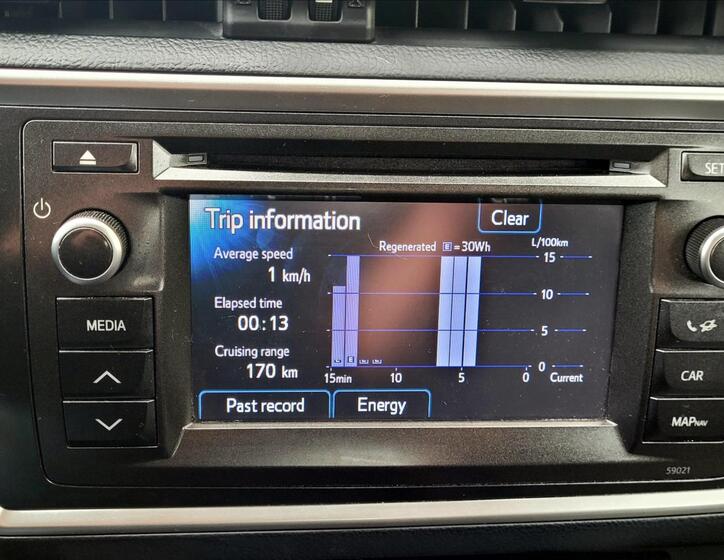 SET
Trip information
Clear
Average speed
1 km/h
Regenerated E =30Wh
L/100km
15
10
5
0
Elapsed time
00:13
Cruising range
170 km
15min
10
5
0
Current
Past record
Energy
MEDIA
CAR
MAP NAV
59021